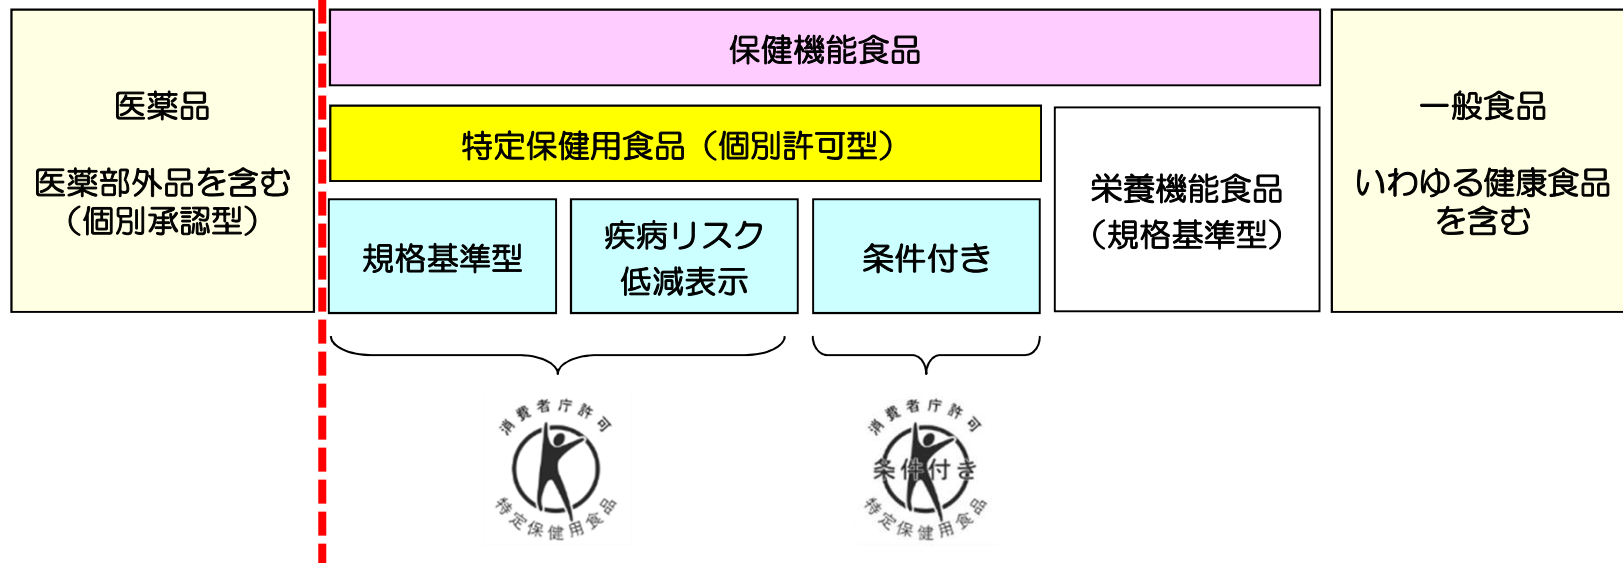 医薬品
医薬部外品を含む
（個別承認型）
保健機能食品
特定保健用食品（個別許可型）
規格基準型
疾病リスク
低減表示
条件付き
栄養機能食品
（規格基準型）
一般食品
いわゆる健康食品
を含む
消費者庁許可
特定保健用食品
消費者庁許可
条件付き
特定保健用食品